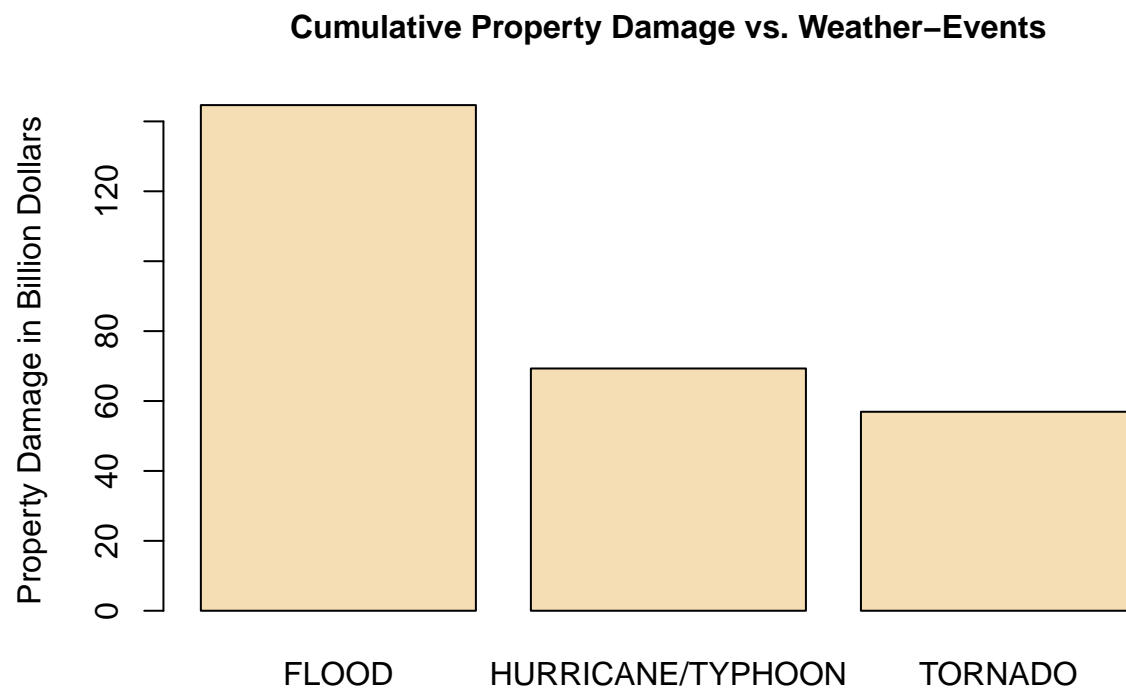 Cumulative Property Damage vs. Weather−Events
Property Damage in Billion Dollars
120
80
60
40
20
0
FLOOD
HURRICANE/TYPHOON
TORNADO